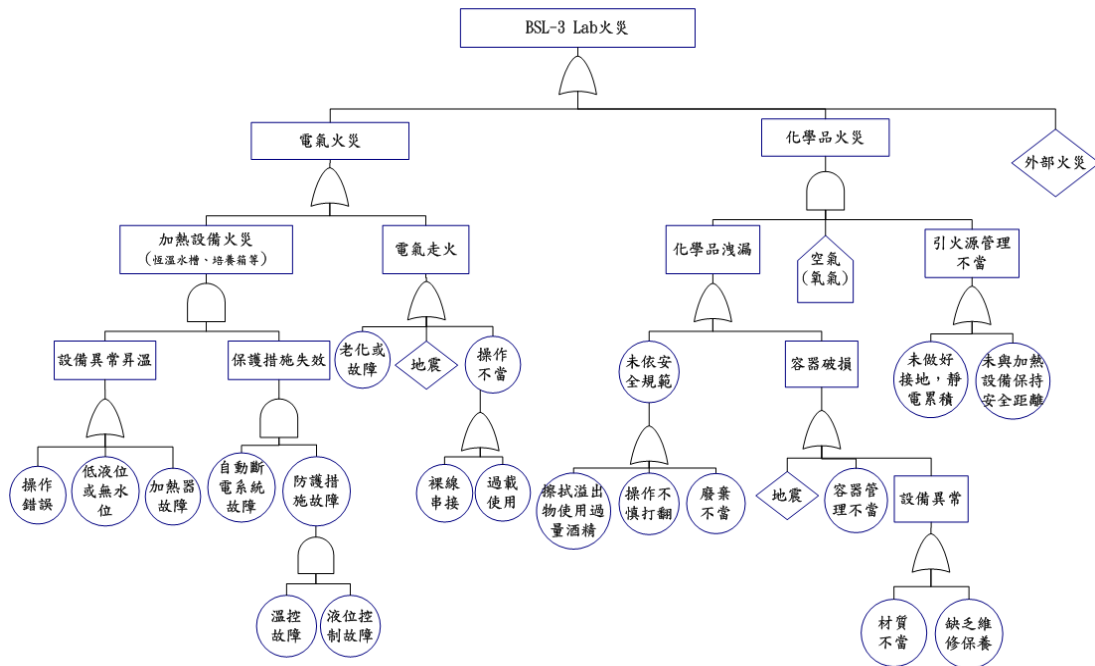 BSL-3 Lab火災
電氣火災
化學品火災
外部火災
加熱設備火災
(恆溫水槽、培養箱等)
電氣走火
化學品洩漏
空氣
(氧氣)
引火源管理
不當
設備異常昇溫
保護措施失效
老化或
故障
地震
操作
不當
未依安
全規範
容器破損
未做好
接地，靜
電累積
未與加熱
設備保持
安全距離
操作
錯誤
低液位
或無水
位
加熱器
故障
自動斷
電系統
故障
防護措
施故障
裸線
串接
過載
使用
擦拭溢出
物使用過
量酒精
操作不
慎打翻
廢棄
不當
地震
容器管
理不當
設備異常
溫控
故障
液位控
制故障
材質
不當
缺乏維
修保養